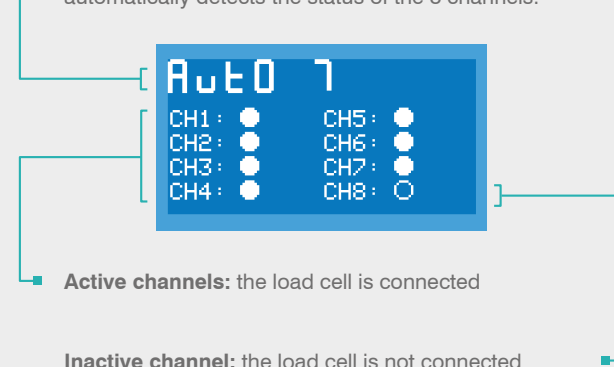 automatically detects the status of the 8 channels.
AutO 7
CH1: CH5:
CH2: CH6:
CH3: CH7:
CH4: CH8:
Active channels: the load cell is connected
Inactive channel: the load cell is not connected